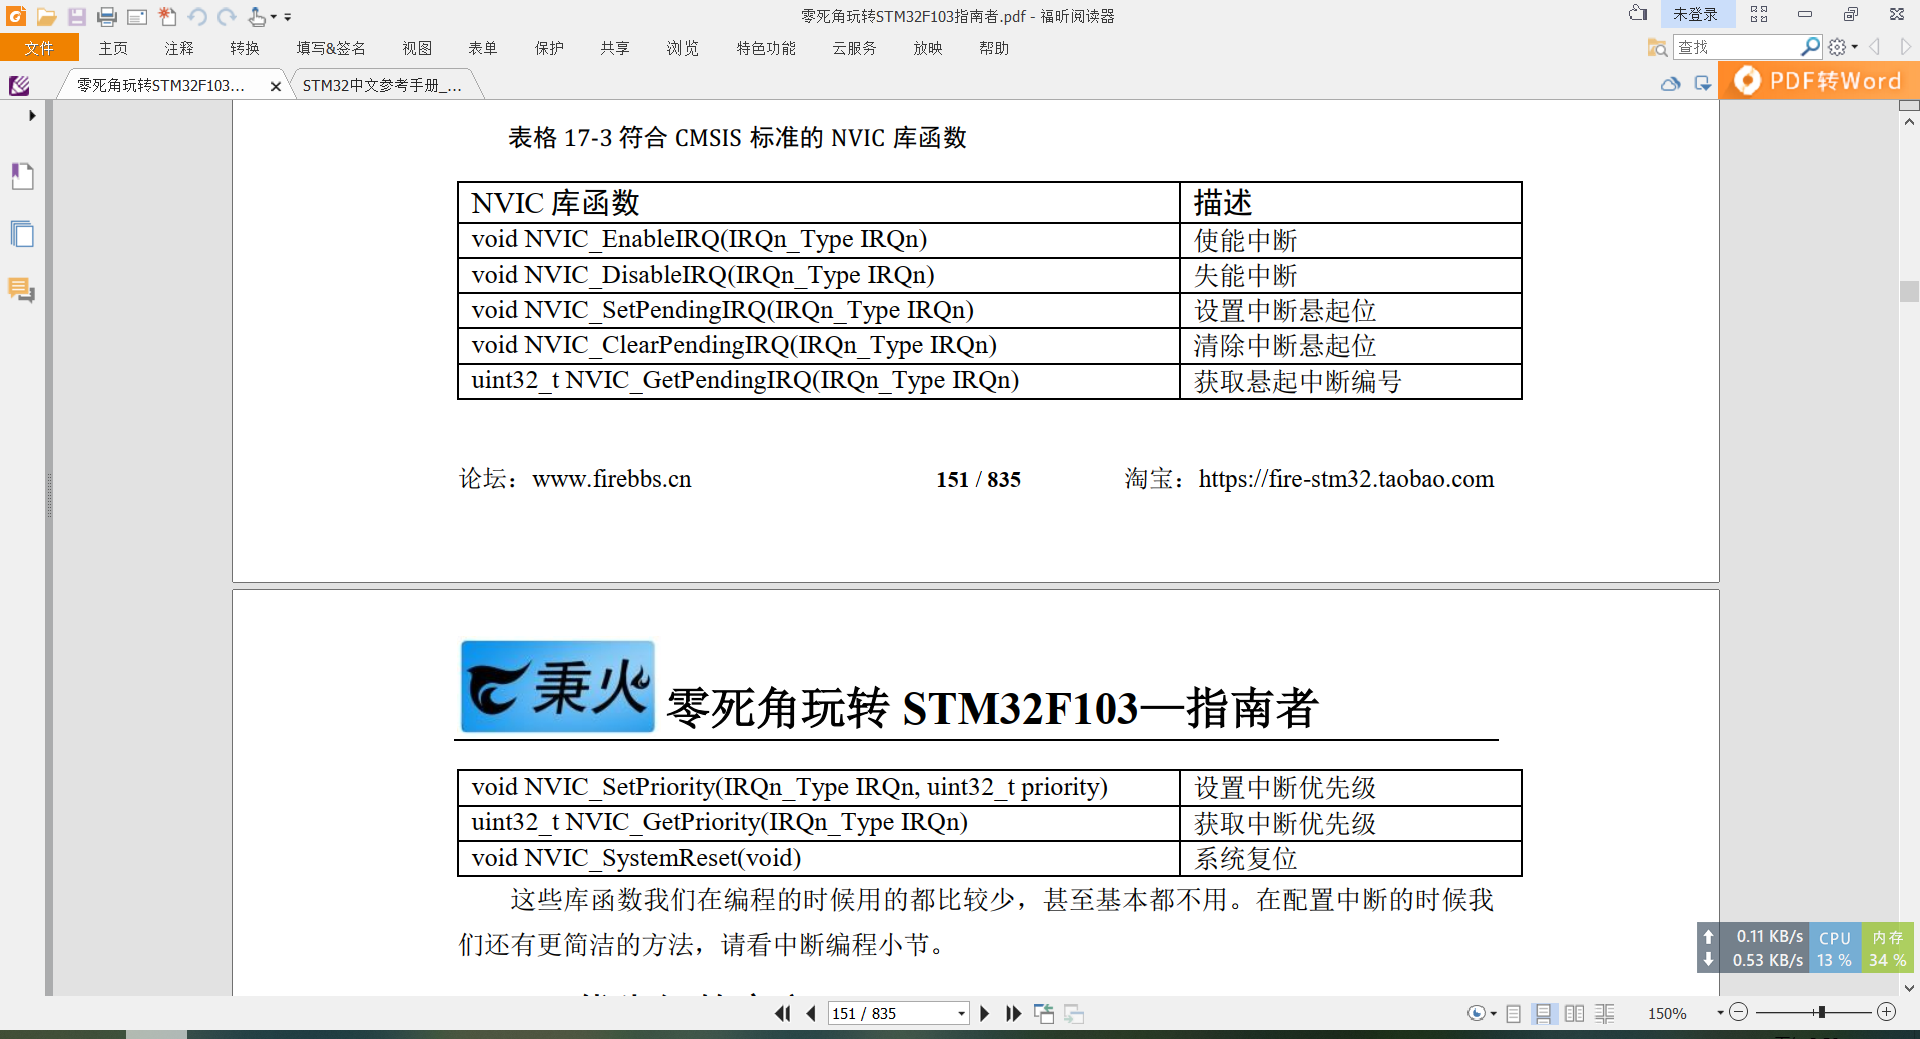 零死角玩转STM32F103指南者.pdf - 福昕阅读器
未登录
文件 主页 注释 转换 填写&签名 视图 表单 保护 共享 浏览 特色功能 云服务 放映 帮助
查找
零死角玩转STM32F103... STM32中文参考手册_...
PDF转Word
表格 17-3 符合 CMSIS 标准的 NVIC 库函数
NVIC 库函数 描述
void NVIC_EnableIRQ(IRQn_Type IRQn) 使能中断
void NVIC_DisableIRQ(IRQn_Type IRQn) 失能中断
void NVIC_SetPendingIRQ(IRQn_Type IRQn) 设置中断悬起位
void NVIC_ClearPendingIRQ(IRQn_Type IRQn) 清除中断悬起位
uint32_t NVIC_GetPendingIRQ(IRQn_Type IRQn) 获取悬起中断编号
论坛：www.firebbs.cn 151 / 835 淘宝：https://fire-stm32.taobao.com
秉火
零死角玩转 STM32F103—指南者
void NVIC_SetPriority(IRQn_Type IRQn, uint32_t priority) 设置中断优先级
uint32_t NVIC_GetPriority(IRQn_Type IRQn) 获取中断优先级
void NVIC_SystemReset(void) 系统复位
这些库函数我们在编程的时候用的都比较少，甚至基本都不用。在配置中断的时候我
们还有更简洁的方法，请看中断编程小节。
0.11 KB/s CPU 内存
0.53 KB/s 13 % 34 %
151 / 835
150%